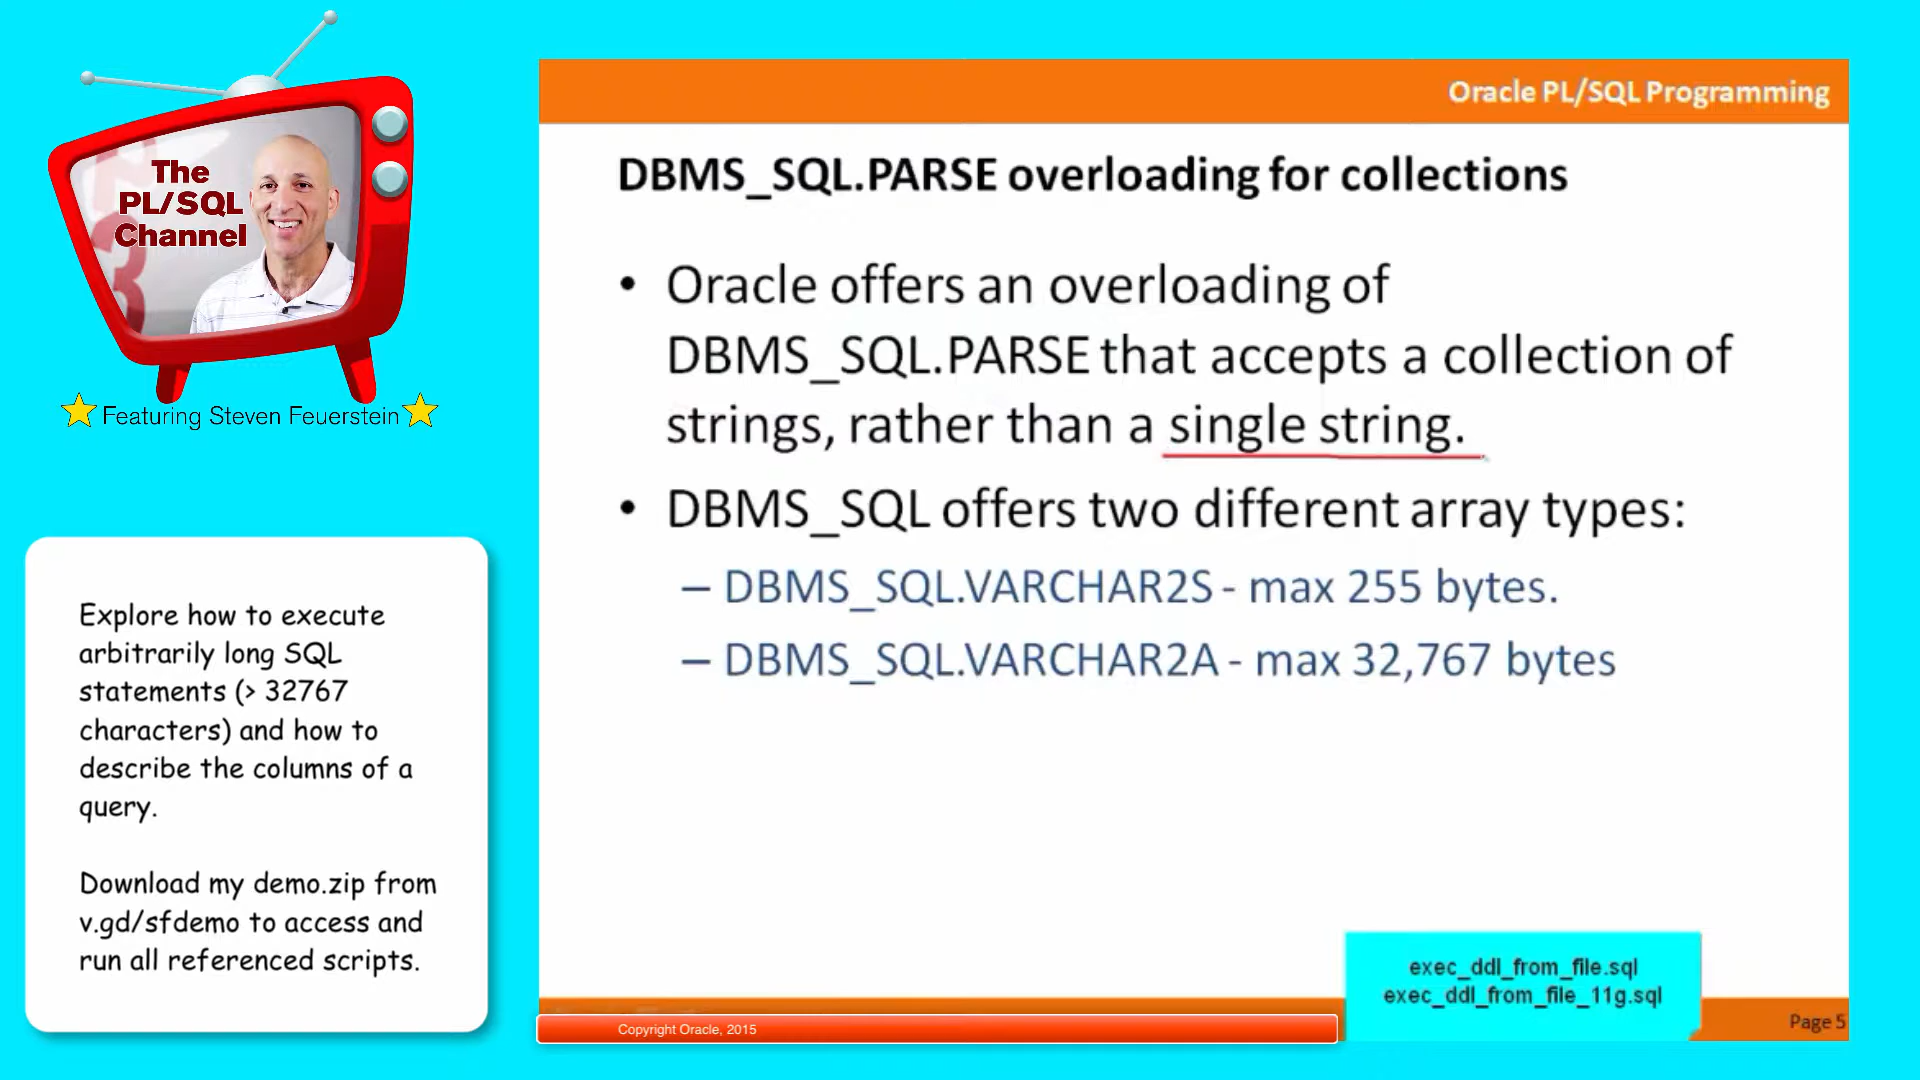 The
PL/SQL
Channel
Featuring Steven Feuerstein
Explore how to execute
arbitrarily long SQL
statements (> 32767
characters) and how to
describe the columns of a
query.
Download my demo.zip from
v.gd/sfdemo to access and
run all referenced scripts.
Oracle PL/SQL Programming
DBMS_SQL.PARSE overloading for collections
• Oracle offers an overloading of
DBMS_SQL.PARSE that accepts a collection of
strings, rather than a single string.
• DBMS_SQL offers two different array types:
– DBMS_SQL.VARCHAR2S - max 255 bytes.
– DBMS_SQL.VARCHAR2A - max 32,767 bytes
exec_ddl_from_file.sql
exec_ddl_from_file_11g.sql
Copyright Oracle, 2015
Page 5